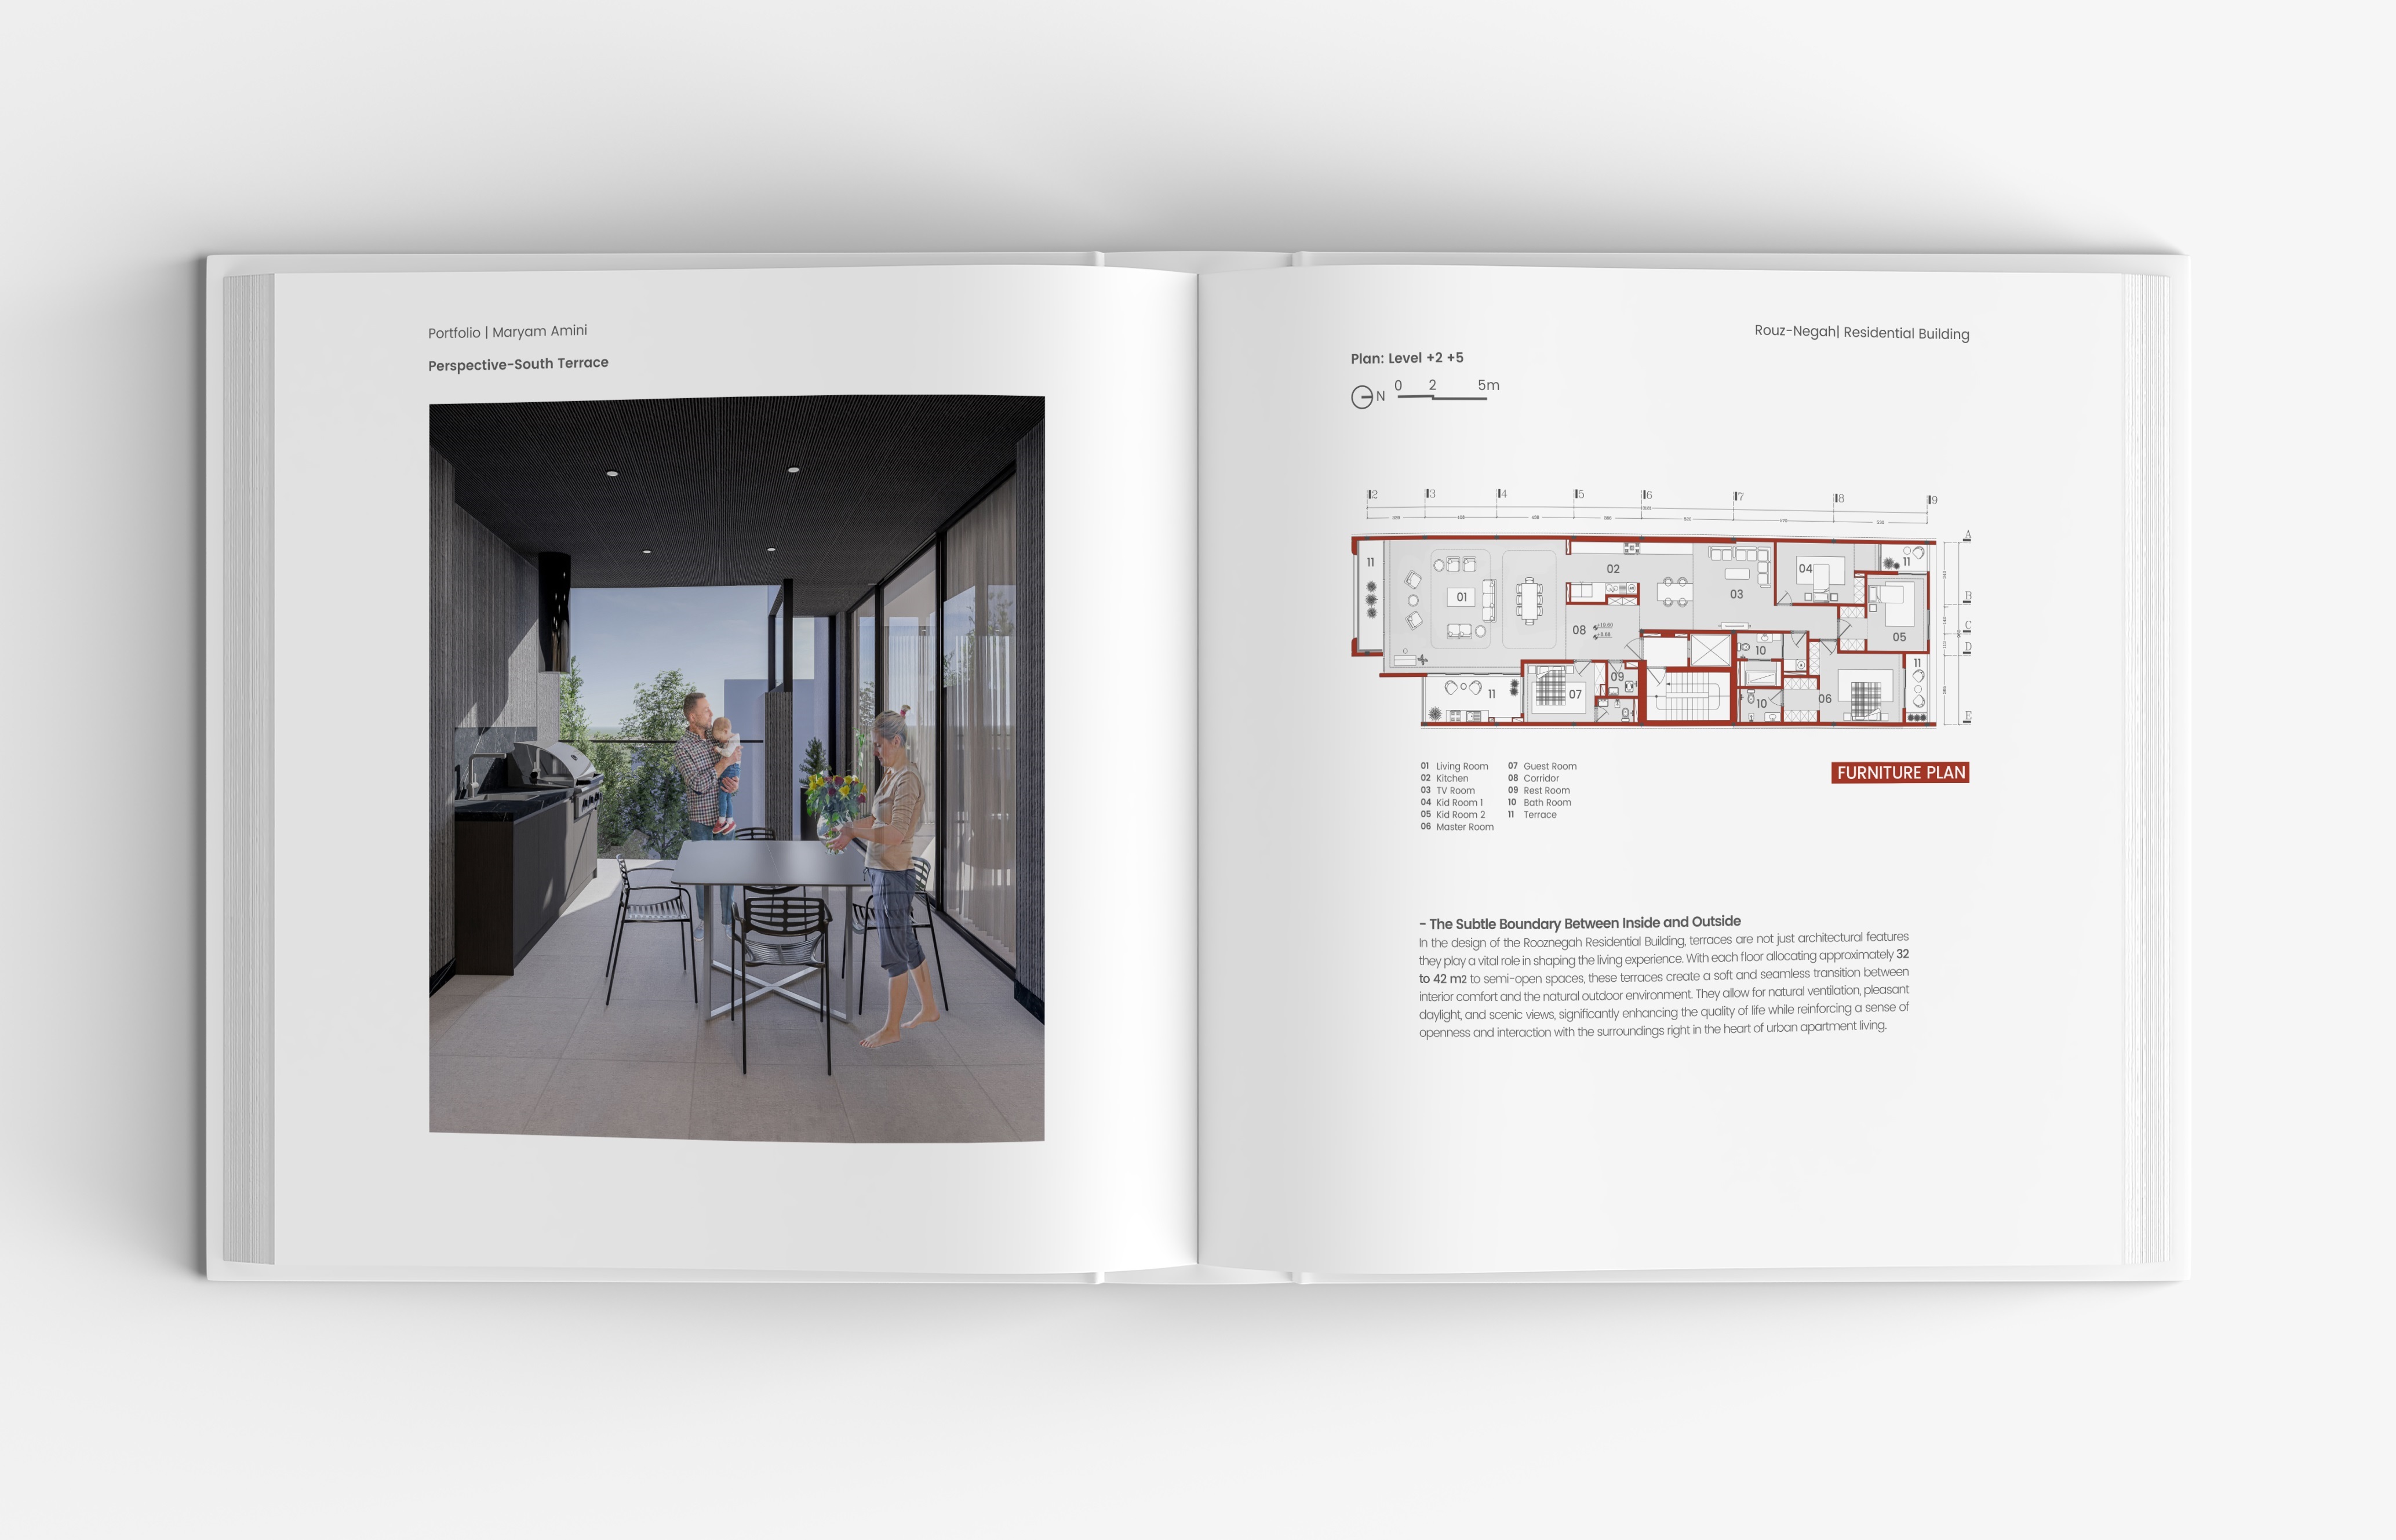 Portfolio | Maryam Amini
Perspective-South Terrace
Rouz-Negah| Residential Building
Plan: Level +2 +5
N 0 2 5m
12 13 14 15 16 17 18 19
A
B
C
D
E
11
01
02
03
04
11
05
08
10
11
11
07
09
10
06
01 Living Room
02 Kitchen
03 TV Room
04 Kid Room 1
05 Kid Room 2
06 Master Room
07 Guest Room
08 Corridor
09 Rest Room
10 Bath Room
11 Terrace
FURNITURE PLAN
- The Subtle Boundary Between Inside and Outside
In the design of the Rooznegah Residential Building, terraces are not just architectural features
they play a vital role in shaping the living experience. With each floor allocating approximately 32
to 42 m2 to semi-open spaces, these terraces create a soft and seamless transition between
interior comfort and the natural outdoor environment. They allow for natural ventilation, pleasant
daylight, and scenic views, significantly enhancing the quality of life while reinforcing a sense of
openness and interaction with the surroundings right in the heart of urban apartment living.